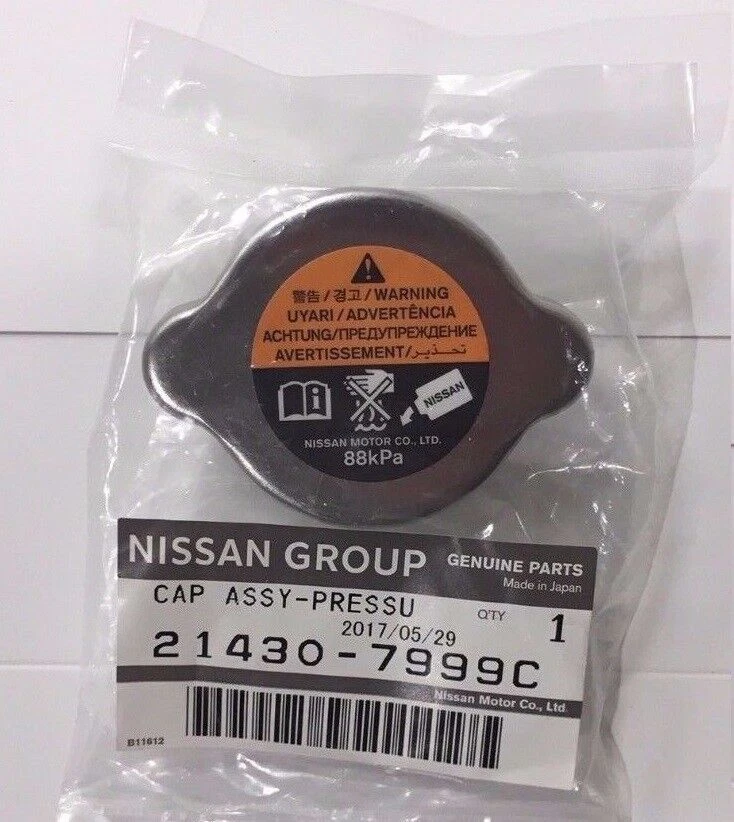 警告/경고/WARNING
UYARI/ADVERTÊNCIA
ACHTUNG/ПРЕДУПРЕЖДЕНИЕ
AVERTISSEMENT/تحذير
NISSAN
NISSAN MOTOR CO., LTD.
88kPa
NISSAN GROUP GENUINE PARTS
Made in Japan
CAP ASSY-PRESSU Q'TY 1
2017/05/29
21430-7999C
Nissan Motor Co., Ltd.
B11612